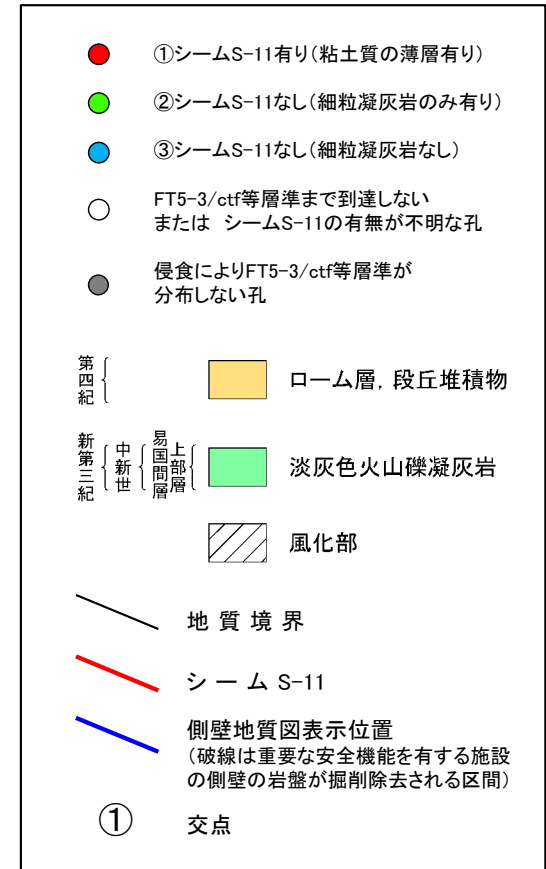 ①シームS-11有り(粘土質の薄層有り)
②シームS-11なし(細粒凝灰岩のみ有り)
③シームS-11なし(細粒凝灰岩なし)
FT5-3/ctf等層準まで到達しない
または シームS-11の有無が不明な孔
侵食によりFT5-3/ctf等層準が
分布しない孔
第四紀
ローム層，段丘堆積物
新第三紀
中新世
易国間層
上部層
淡灰色火山礫凝灰岩
風化部
地質境界
シームS-11
側壁地質図表示位置
(破線は重要な安全機能を有する施設
の側壁の岩盤が掘削除去される区間)
① 交点